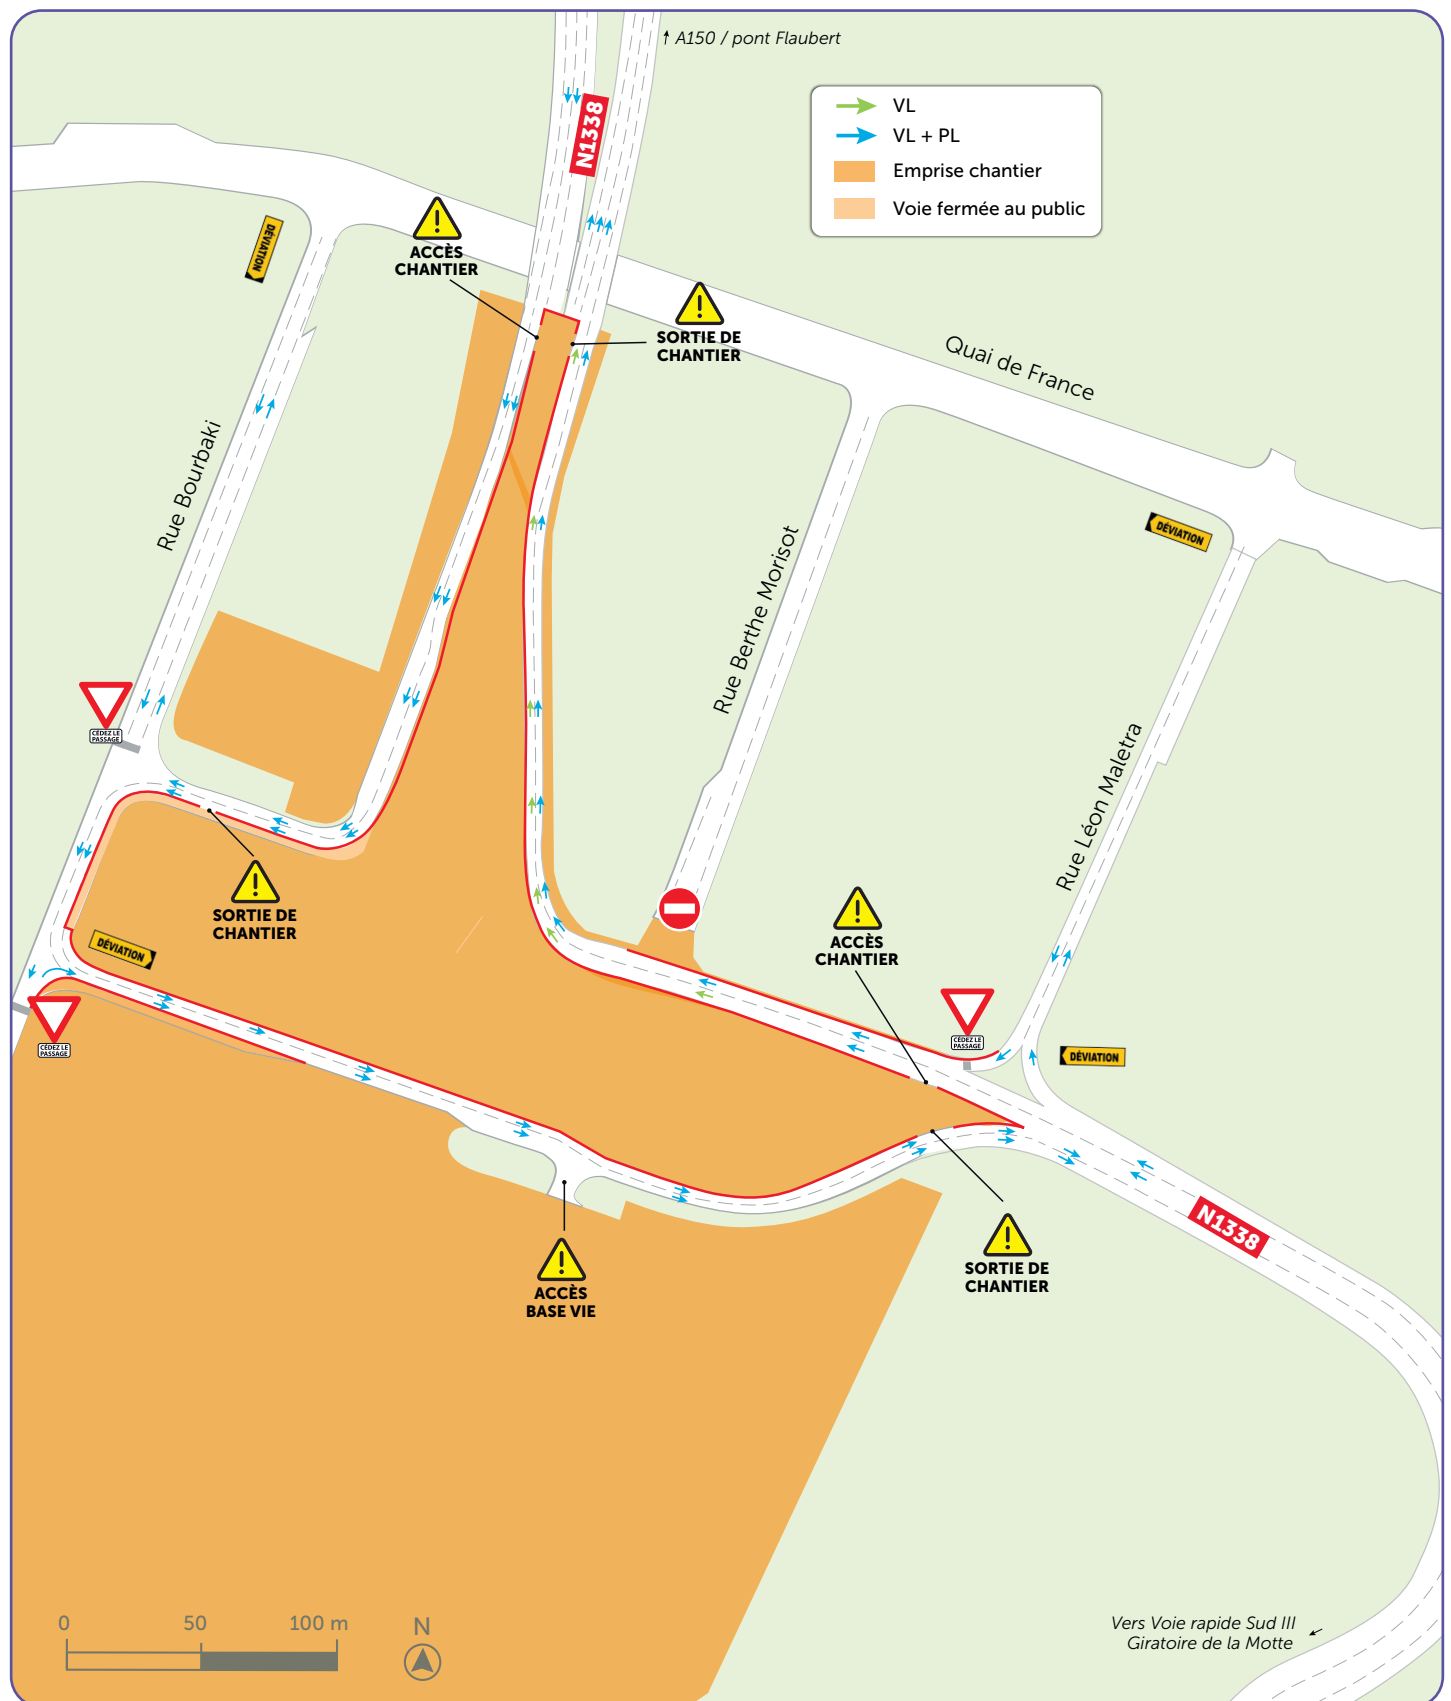 A150 / pont Flaubert
N1338
VL
VL + PL
Emprise chantier
Voie fermée au public
DÉVIATION
ACCÈS
CHANTIER
SORTIE DE
CHANTIER
Quai de France
Rue Bourbaki
Rue Berthe Morisot
DÉVIATION
Rue Léon Maletra
CÉDEZ LE
PASSAGE
SORTIE DE
CHANTIER
DÉVIATION
ACCÈS
CHANTIER
CÉDEZ LE
PASSAGE
CÉDEZ LE
PASSAGE
DÉVIATION
N1338
SORTIE DE
CHANTIER
ACCÈS
BASE VIE
0 50 100 m
N
Vers Voie rapide Sud III
Giratoire de la Motte